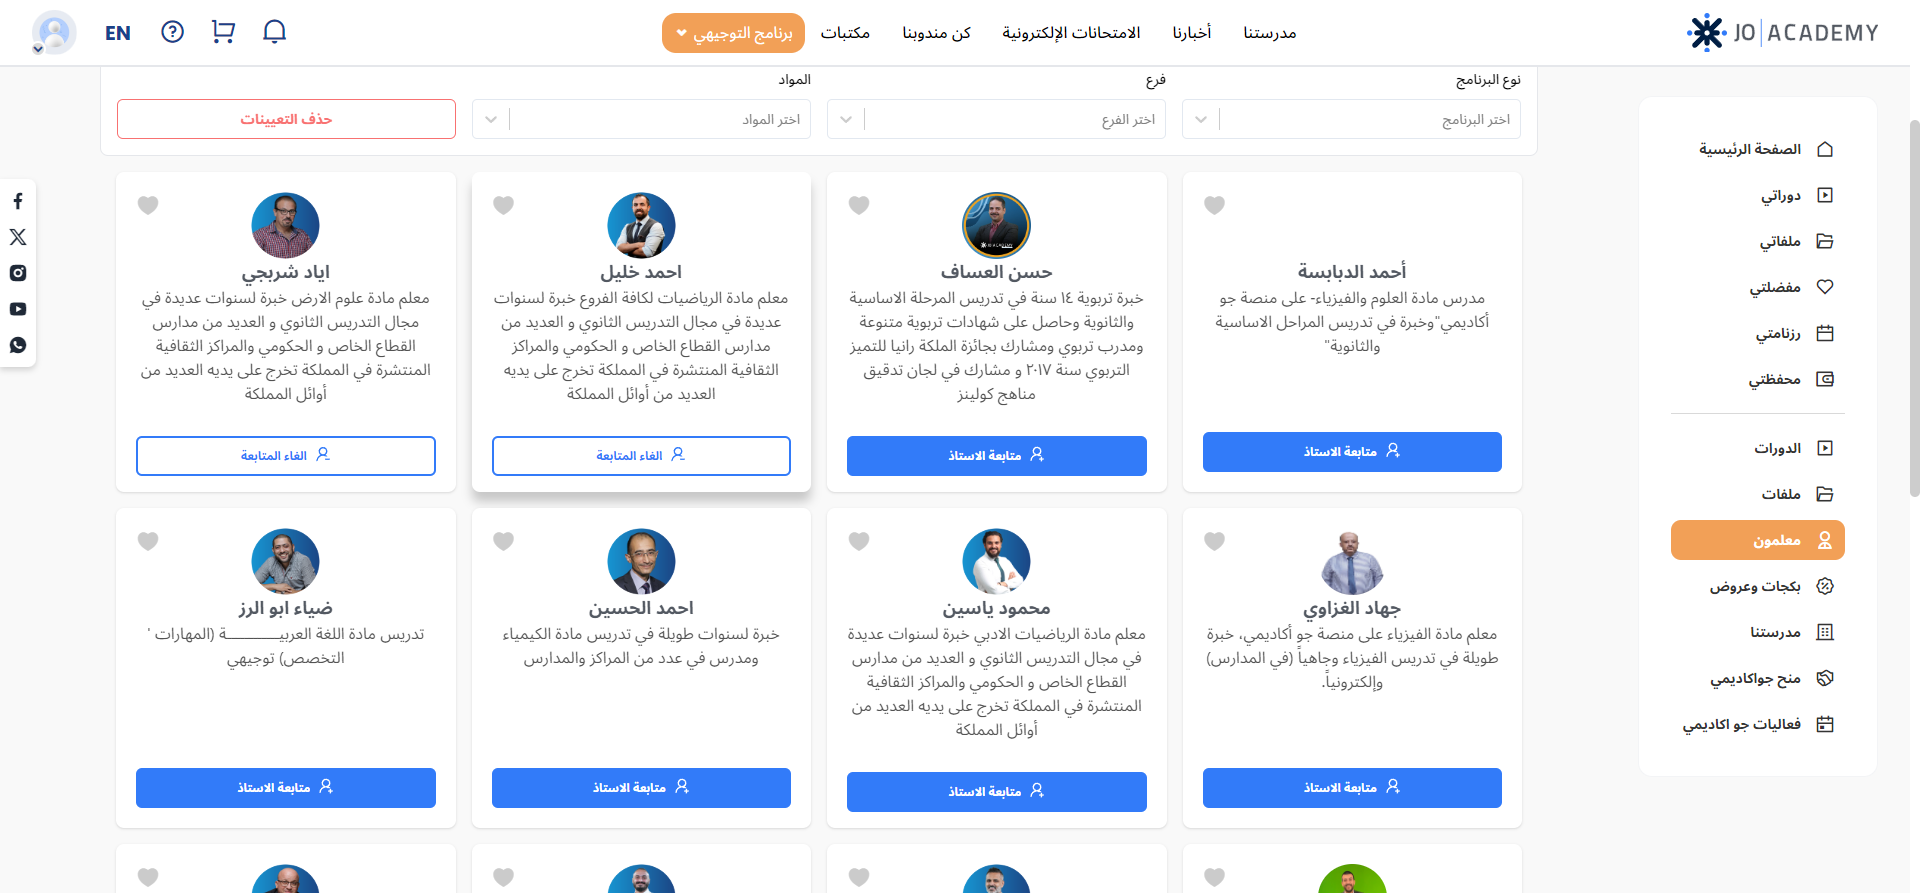 JO ACADEMY
مدرستنا
أخبارنا
الامتحانات الإلكترونية
كن مندوبنا
مكتبات
برنامج التوجيهي
EN
نوع البرنامج
فرع
المواد
اختر البرنامج
اختر الفرع
اختر المواد
حذف التعيينات
الصفحة الرئيسية
دوراتي
ملفاتي
مفضلتي
رزنامتي
محفظتي
الدورات
ملفات
معلمون
بكجات وعروض
مدرستنا
منح جواكاديمي
فعاليات جو اكاديمي
أحمد الدبابسة
مدرس مادة العلوم والفيزياء- على منصة جو
أكاديمي"وخبرة في تدريس المراحل الاساسية
والثانوية"
متابعة الاستاذ
حسن العساف
خبرة تربوية ١٤ سنة في تدريس المرحلة الاساسية
والثانوية وحاصل على شهادات تربوية متنوعة
ومدرب تربوي ومشارك بجائزة الملكة رانيا للتميز
التربوي سنة ٢٠١٧ و مشارك في لجان تدقيق
مناهج كولينز
متابعة الاستاذ
احمد خليل
معلم مادة الرياضيات لكافة الفروع خبرة لسنوات
عديدة في مجال التدريس الثانوي و العديد من
مدارس القطاع الخاص و الحكومي والمراكز
الثقافية المنتشرة في المملكة تخرج على يديه
العديد من أوائل المملكة
الغاء المتابعة
اياد شربجي
معلم مادة علوم الارض خبرة لسنوات عديدة في
مجال التدريس الثانوي و العديد من مدارس
القطاع الخاص و الحكومي والمراكز الثقافية
المنتشرة في المملكة تخرج على يديه العديد من
أوائل المملكة
الغاء المتابعة
جهاد الغزاوي
معلم مادة الفيزياء على منصة جو أكاديمي، خبرة
طويلة في تدريس الفيزياء وجاهياً (في المدارس)
وإلكترونياً.
متابعة الاستاذ
محمود ياسين
معلم مادة الرياضيات الادبي خبرة لسنوات عديدة
في مجال التدريس الثانوي و العديد من مدارس
القطاع الخاص و الحكومي والمراكز الثقافية
المنتشرة في المملكة تخرج على يديه العديد من
أوائل المملكة
متابعة الاستاذ
احمد الحسين
خبرة لسنوات طويلة في تدريس مادة الكيمياء
ومدرس في عدد من المراكز والمدارس
متابعة الاستاذ
ضياء ابو الرز
تدريس مادة اللغة العربيـــــــــــة (المهارات '
التخصص) توجيهي
متابعة الاستاذ